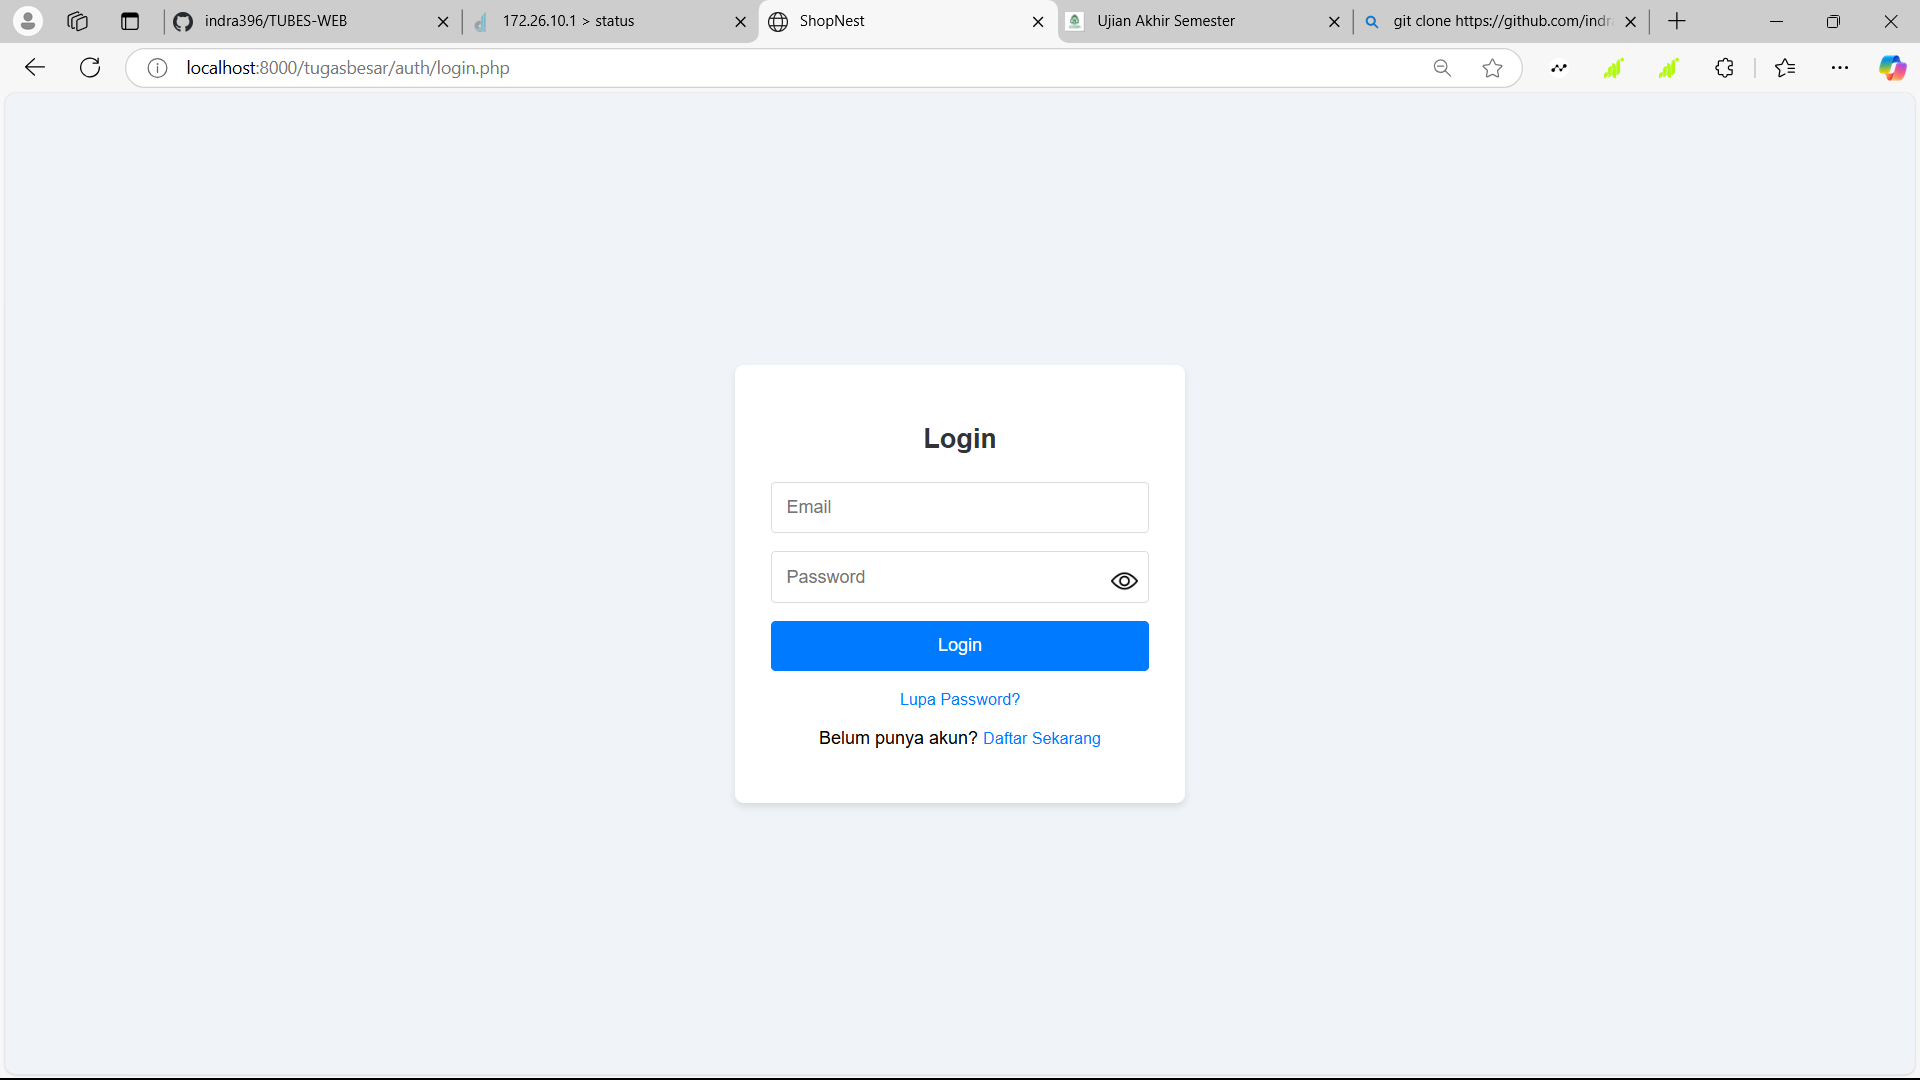 indra396/TUBES-WEB
172.26.10.1 > status
ShopNest
Ujian Akhir Semester
git clone https://github.com/indra
localhost:8000/tugasbesar/auth/login.php
Login
Email
Password
Login
Lupa Password?
Belum punya akun? Daftar Sekarang